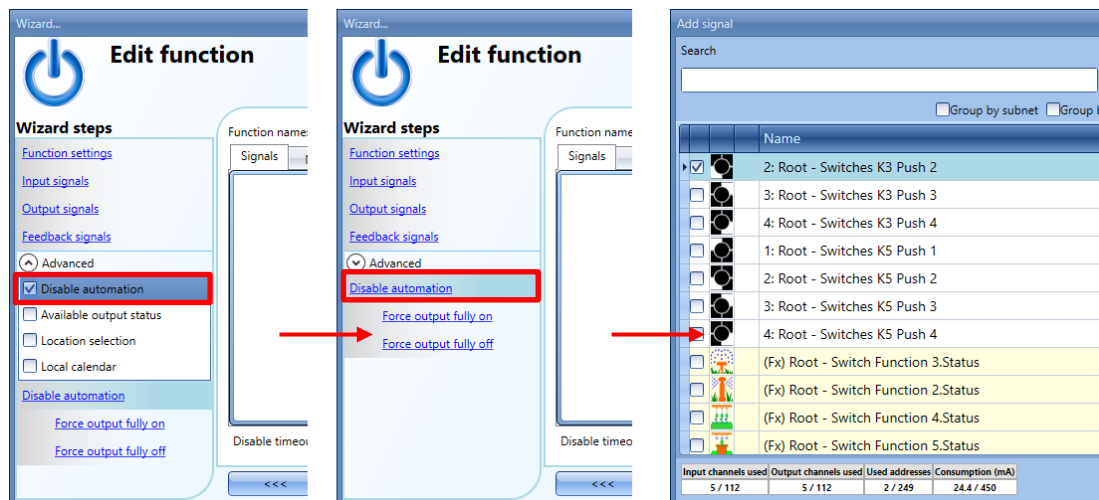 Wizard...
Edit function
Wizard steps
Function settings
Input signals
Output signals
Feedback signals
Advanced
Disable automation
Available output status
Location selection
Local calendar
Disable automation
Force output fully on
Force output fully off
Function name:
Signals
Disable timeou
<<<
Wizard...
Edit function
Wizard steps
Function settings
Input signals
Output signals
Feedback signals
Advanced
Disable automation
Force output fully on
Force output fully off
Function name
Signals
Disable timeo
<<<
Add signal
Search
Group by subnet Group
Name
2: Root - Switches K3 Push 2
3: Root - Switches K3 Push 3
4: Root - Switches K3 Push 4
1: Root - Switches K5 Push 1
2: Root - Switches K5 Push 2
3: Root - Switches K5 Push 3
4: Root - Switches K5 Push 4
(Fx) Root - Switch Function 3.Status
(Fx) Root - Switch Function 2.Status
(Fx) Root - Switch Function 4.Status
(Fx) Root - Switch Function 5.Status
Input channels used Output channels used Used addresses Consumption (mA)
5 / 112 5 / 112 2 / 249 24.4 / 450